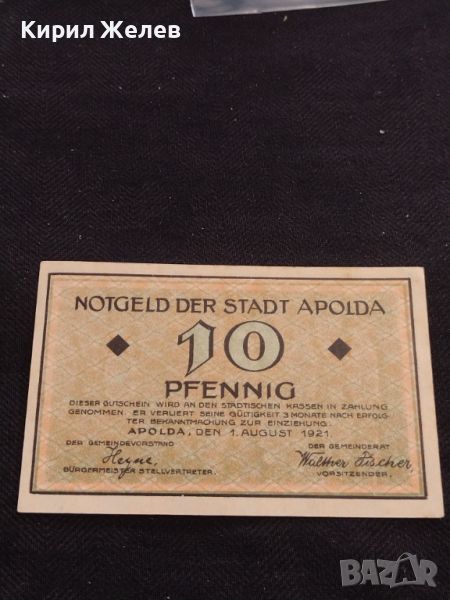 Кирил Желев
NOTGELD DER STADT APOLDA
10
PFENNIG
DIESER GUTSCHEIN WIRD AN DEN STÄDTISCHEN KASSEN IN ZAHLUNG
GENOMMEN. ER VERLIERT SEINE GÜLTIGKEIT 3 MONATE NACH ERFOLG-
TER BEKANNTMACHUNG ZUR EINZIEHUNG.
APOLDA, DEN 1. AUGUST 1921.
DER GEMEINDEVORSTAND DER GEMEINDERAT
Heyne, Walther Fischer
BÜRGERMEISTER STELLVERTRETER. VORSITZENDER.
BAZAR